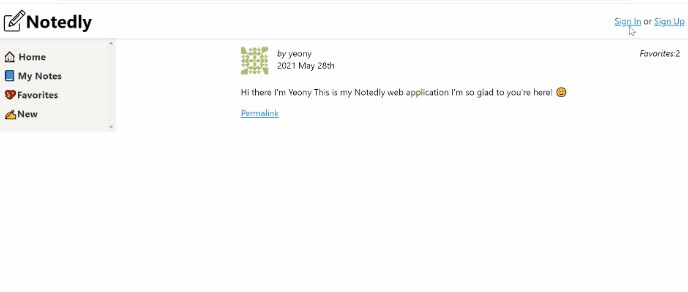 Notedly
Sign In or Sign Up
Home
My Notes
Favorites
New
by yeony
2021 May 28th
Favorites:2
Hi there I'm Yeony This is my Notedly web application I'm so glad to you're here! 😀
Permalink